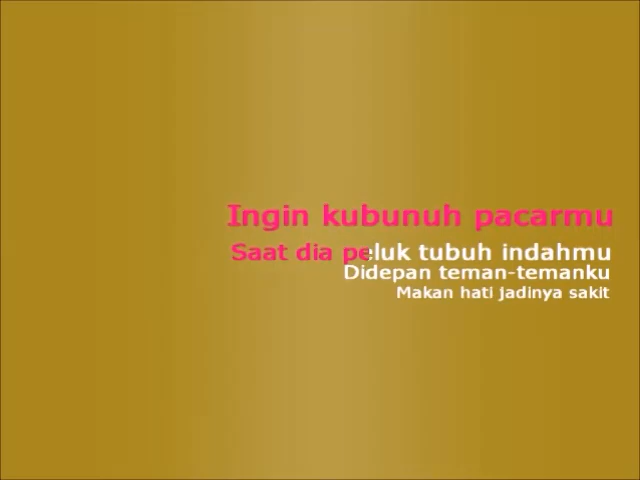 Ingin kubunuh pacarmu
Saat dia peluk tubuh indahmu
Didepan teman-temanku
Makan hati jadinya sakit